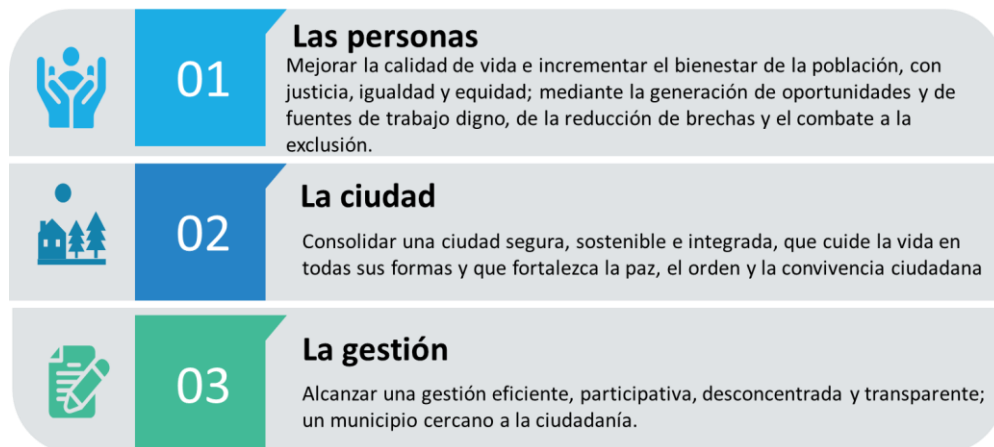 01
Las personas
Mejorar la calidad de vida e incrementar el bienestar de la población, con
justicia, igualdad y equidad; mediante la generación de oportunidades y de
fuentes de trabajo digno, de la reducción de brechas y el combate a la
exclusión.
02
La ciudad
Consolidar una ciudad segura, sostenible e integrada, que cuide la vida en
todas sus formas y que fortalezca la paz, el orden y la convivencia ciudadana
03
La gestión
Alcanzar una gestión eficiente, participativa, desconcentrada y transparente;
un municipio cercano a la ciudadanía.